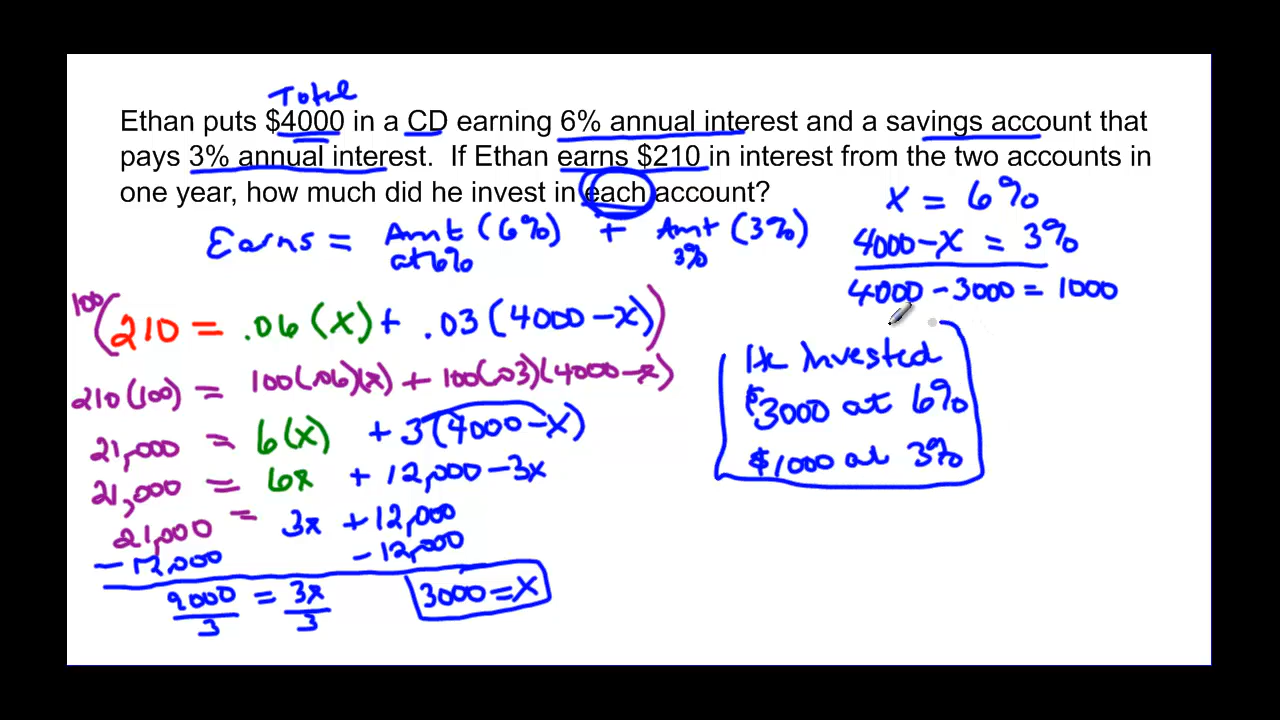 Total
Ethan puts $4000 in a CD earning 6% annual interest and a savings account that
pays 3% annual interest. If Ethan earns $210 in interest from the two accounts in
one year, how much did he invest in each account?
x = 6%
Earns = Amt (6%) + Amt (3%)
at 6% 3%
4000-x = 3%
4000 - 3000 = 1000
100(210 = .06(x) + .03(4000-x))
210(100) = 100(.06)(x) + 100(.03)(4000-x)
21,000 = 6(x) + 3(4000-x)
21,000 = 6x + 12,000 - 3x
21,000 = 3x + 12,000
-12,000 -12,000
9000 = 3x
3 3
3000 = x
He Invested
$3000 at 6%
$1000 at 3%